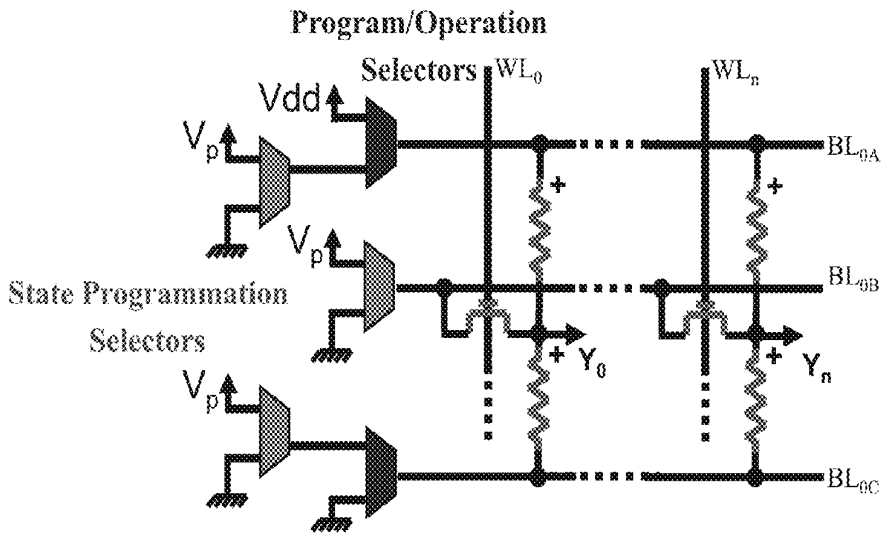 Program/Operation
Selectors
WL0
WLn
Vdd
Vp
BL0A
+
+
Vp
BL0B
State Programmation
Selectors
+
Y0
+
Yn
Vp
BL0C